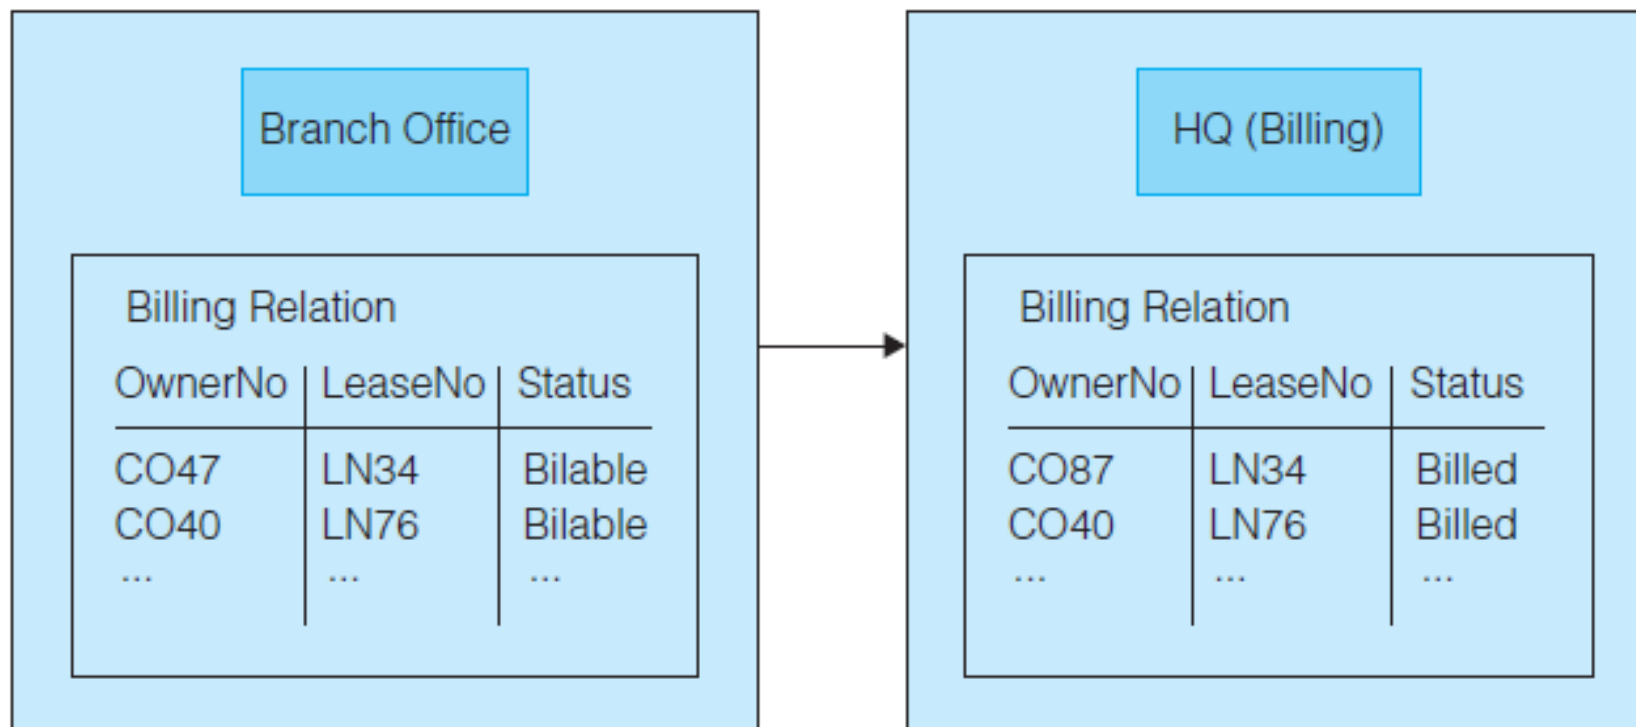 Branch Office
Billing Relation
OwnerNo LeaseNo Status
CO47 LN34 Bilable
CO40 LN76 Bilable
... ... ...
HQ (Billing)
Billing Relation
OwnerNo LeaseNo Status
CO87 LN34 Billed
CO40 LN76 Billed
... ... ...